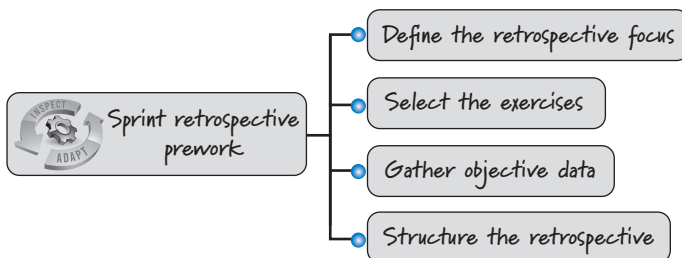 Define the retrospective focus
INSPECT
Sprint retrospective
prework
ADAPT
Select the exercises
Gather objective data
Structure the retrospective